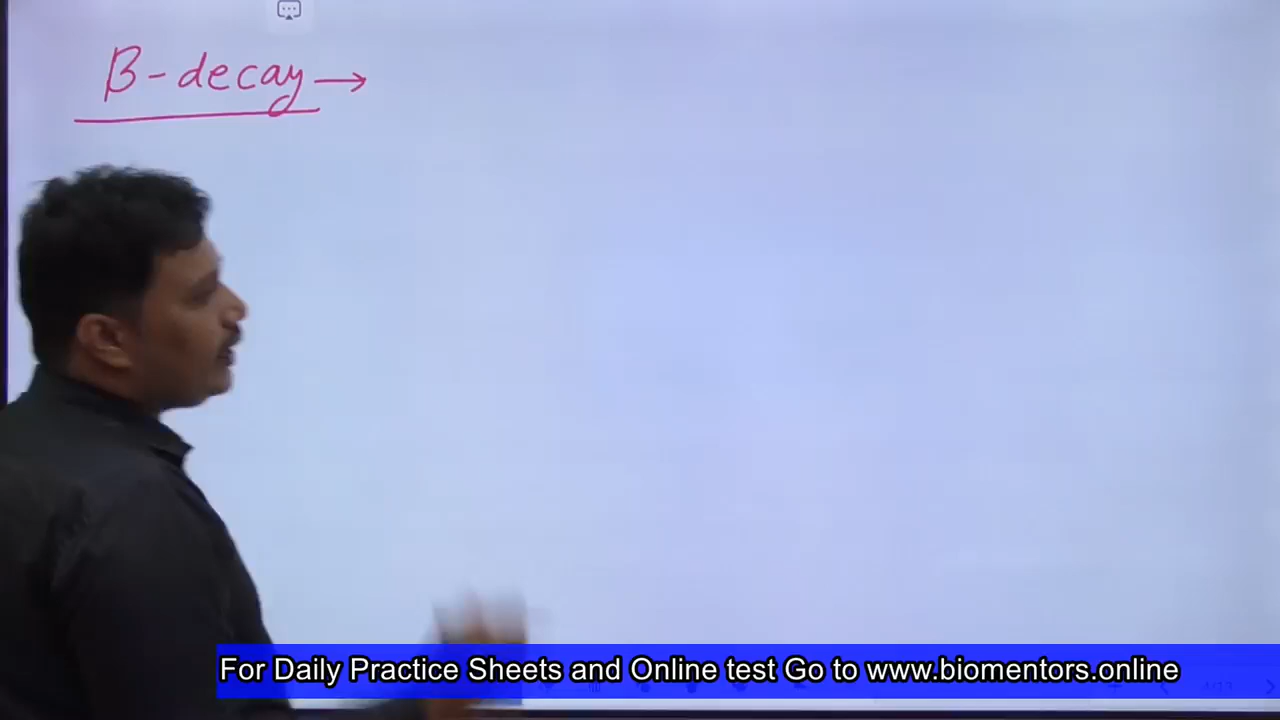 β-decay →
For Daily Practice Sheets and Online test Go to www.biomentors.online